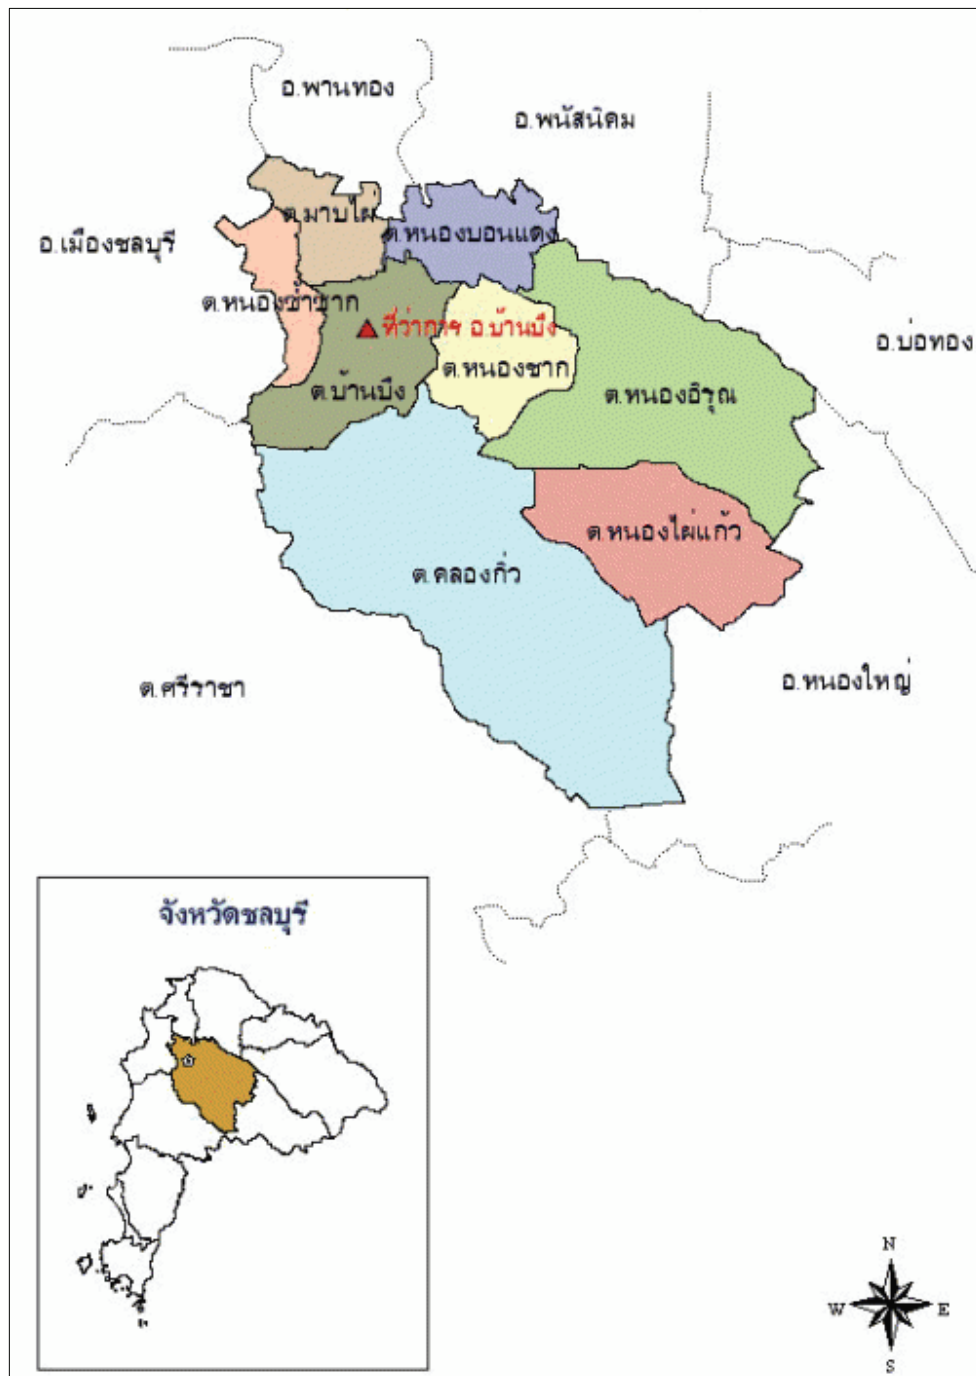 อ.พานทอง
อ.พนัสนิคม
ต.มาบไผ่
ต.หนองบอนแดง
อ.เมืองชลบุรี
ต.หนองซ้ำซาก
ที่ว่าการ อ.บ้านบึง
อ.บ่อทอง
ต.หนองชาก
ต.บ้านบึง
ต.หนองอิรุณ
ต.หนองไผ่แก้ว
ต.คลองกิ่ว
ต.ศรีราชา
อ.หนองใหญ่
จังหวัดชลบุรี
N
W E
S